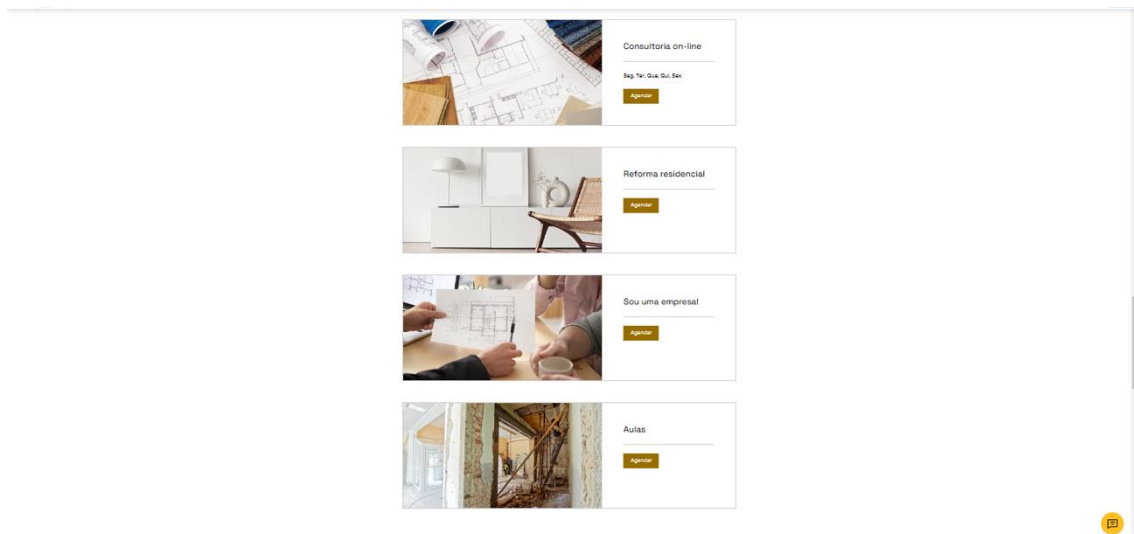 Consultoria on-line
Seg, Ter, Qua, Qui, Sex
Agendar
Reforma residencial
Agendar
Sou uma empresa!
Agendar
Aulas
Agendar